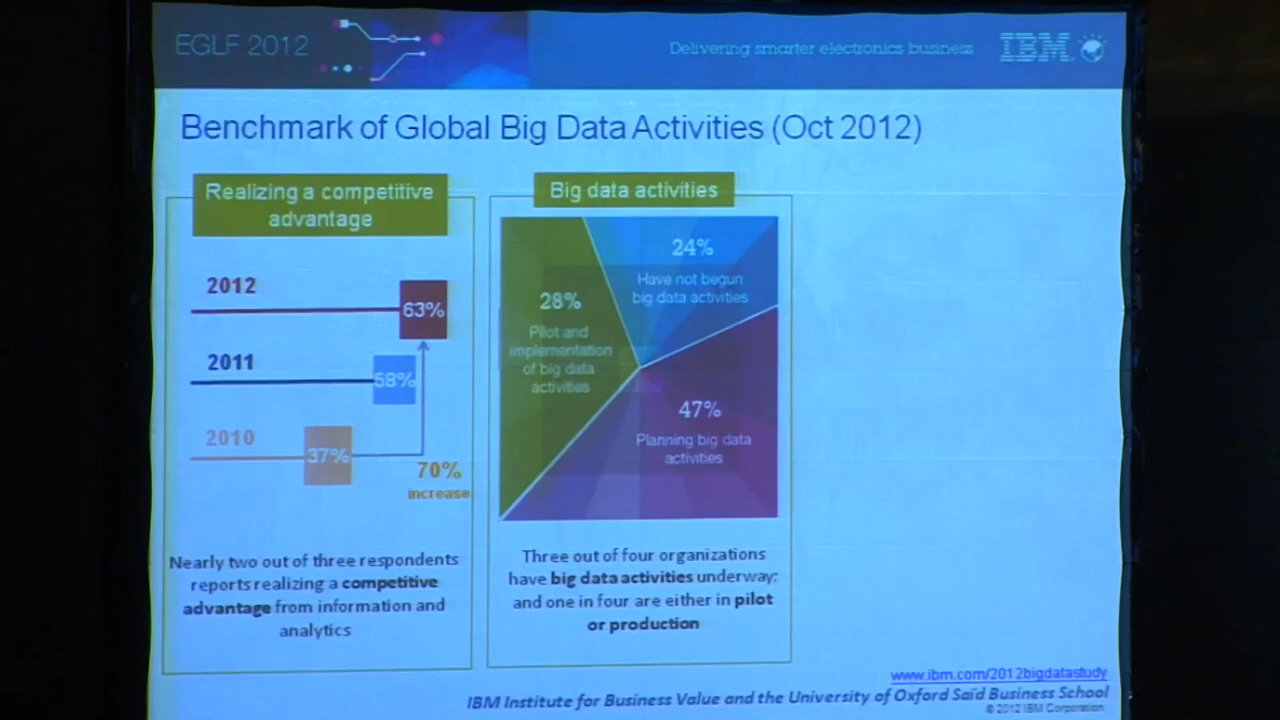 EGLF 2012
Delivering smarter electronics business
IBM
Benchmark of Global Big Data Activities (Oct 2012)
Realizing a competitive
advantage
2012
63%
2011
58%
2010
37%
70%
increase
Nearly two out of three respondents
reports realizing a competitive
advantage from information and
analytics
Big data activities
24%
Have not begun
big data activities
28%
Pilot and
implementation
of big data
activities
47%
Planning big data
activities
Three out of four organizations
have big data activities underway;
and one in four are either in pilot
or production
www.ibm.com/2012bigdatastudy
IBM Institute for Business Value and the University of Oxford Saïd Business School
© 2012 IBM Corporation